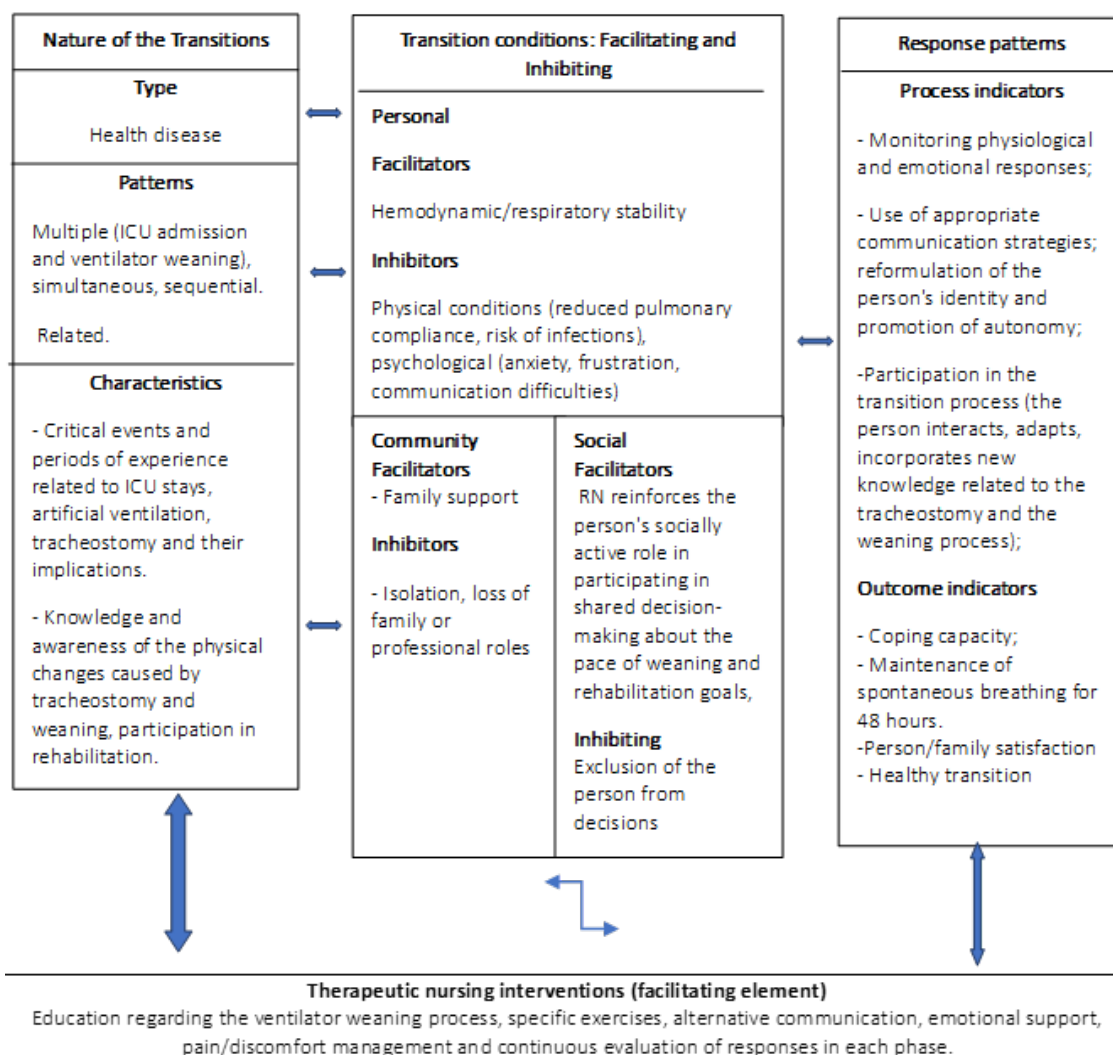 Nature of the Transitions
Type
Health disease
Patterns
Multiple (ICU admission
and ventilator weaning),
simultaneous, sequential.
Related.
Characteristics
- Critical events and
periods of experience
related to ICU stays,
artificial ventilation,
tracheostomy and their
implications.
- Knowledge and
awareness of the physical
changes caused by
tracheostomy and
weaning, participation in
rehabilitation.
Transition conditions: Facilitating and
Inhibiting
Personal
Facilitators
Hemodynamic/respiratory stability
Inhibitors
Physical conditions (reduced pulmonary
compliance, risk of infections),
psychological (anxiety, frustration,
communication difficulties)
Community
Facilitators
- Family support
Inhibitors
- Isolation, loss of
family or
professional roles
Social
Facilitators
RN reinforces the
person's socially
active role in
participating in
shared decision-
making about the
pace of weaning and
rehabilitation goals,
Inhibiting
Exclusion of the
person from
decisions
Response patterns
Process indicators
- Monitoring physiological
and emotional responses;
- Use of appropriate
communication strategies;
reformulation of the
person's identity and
promotion of autonomy;
-Participation in the
transition process (the
person interacts, adapts,
incorporates new
knowledge related to the
tracheostomy and the
weaning process);
Outcome indicators
- Coping capacity;
- Maintenance of
spontaneous breathing for
48 hours.
-Person/family satisfaction
- Healthy transition
Therapeutic nursing interventions (facilitating element)
Education regarding the ventilator weaning process, specific exercises, alternative communication, emotional support,
pain/discomfort management and continuous evaluation of responses in each phase.